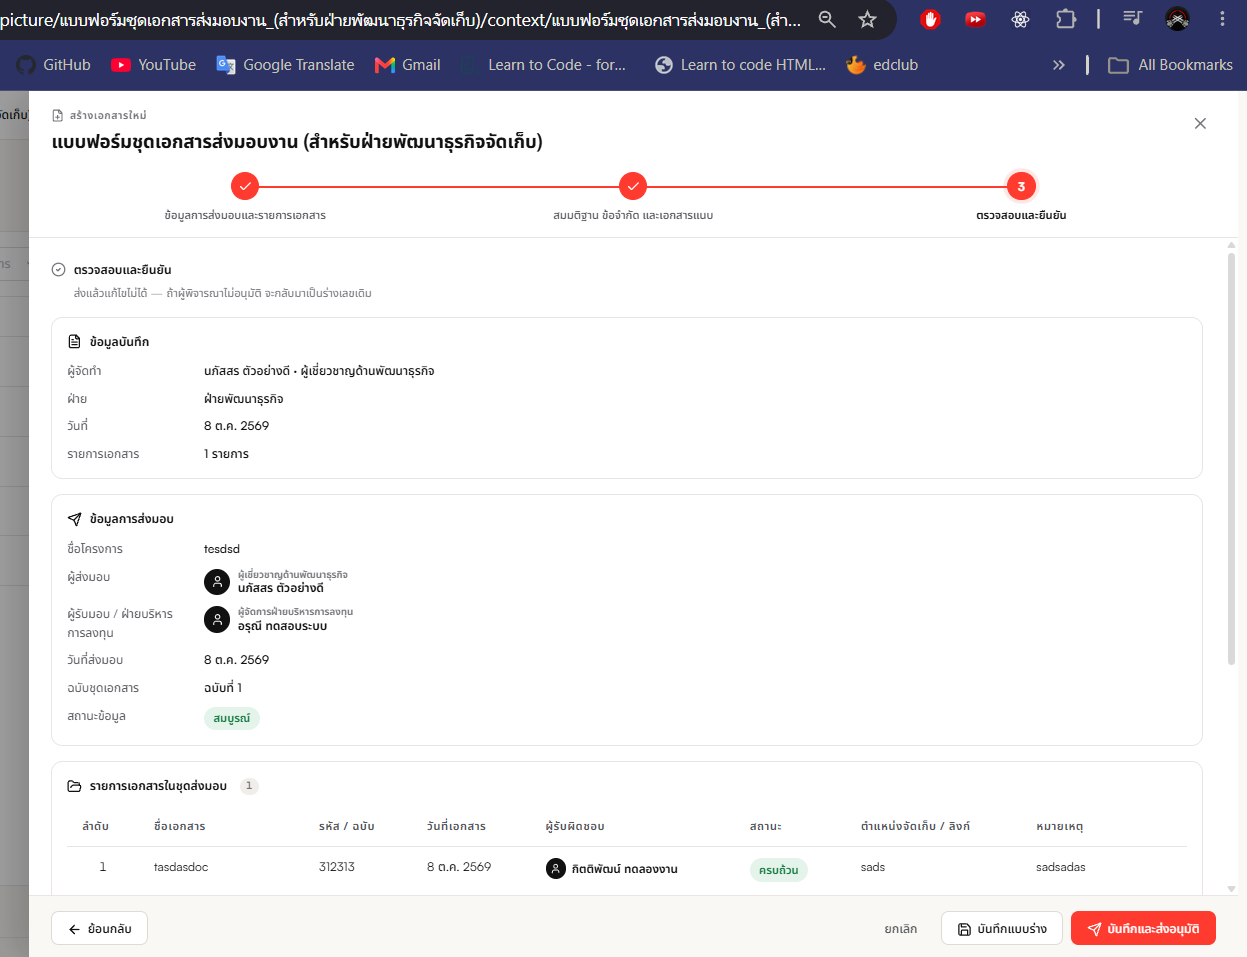 picture/แบบฟอร์มชุดเอกสารส่งมอบงาน_(สำหรับฝ่ายพัฒนาธุรกิจจัดเก็บ)/context/แบบฟอร์มชุดเอกสารส่งมอบงาน_(สำ...
GitHub YouTube Google Translate Gmail Learn to Code - for... Learn to code HTML... edclub » All Bookmarks
สร้างเอกสารใหม่
แบบฟอร์มชุดเอกสารส่งมอบงาน (สำหรับฝ่ายพัฒนาธุรกิจจัดเก็บ)
3
ข้อมูลการส่งมอบและรายการเอกสาร สมมติฐาน ข้อจำกัด และเอกสารแนบ ตรวจสอบและยืนยัน
ตรวจสอบและยืนยัน
ส่งแล้วแก้ไขไม่ได้ — ถ้าผู้พิจารณาไม่อนุมัติ จะกลับมาเป็นร่างเลขเดิม
ข้อมูลบันทึก
ผู้จัดทำ นภัสสร ตัวอย่างดี • ผู้เชี่ยวชาญด้านพัฒนาธุรกิจ
ฝ่าย ฝ่ายพัฒนาธุรกิจ
วันที่ 8 ต.ค. 2569
รายการเอกสาร 1 รายการ
ข้อมูลการส่งมอบ
ชื่อโครงการ tesdsd
ผู้ส่งมอบ ผู้เชี่ยวชาญด้านพัฒนาธุรกิจ
นภัสสร ตัวอย่างดี
ผู้รับมอบ / ฝ่ายบริหาร ผู้จัดการฝ่ายบริหารการลงทุน
การลงทุน อรุณี ทดสอบระบบ
วันที่ส่งมอบ 8 ต.ค. 2569
ฉบับชุดเอกสาร ฉบับที่ 1
สถานะข้อมูล สมบูรณ์
รายการเอกสารในชุดส่งมอบ 1
ลำดับ ชื่อเอกสาร รหัส / ฉบับ วันที่เอกสาร ผู้รับผิดชอบ สถานะ ตำแหน่งจัดเก็บ / ลิงก์ หมายเหตุ
1 tasdasdoc 312313 8 ต.ค. 2569 กิตติพัฒน์ ทดลองงาน ครบถ้วน sads sadsadas
ย้อนกลับ ยกเลิก บันทึกแบบร่าง บันทึกและส่งอนุมัติ